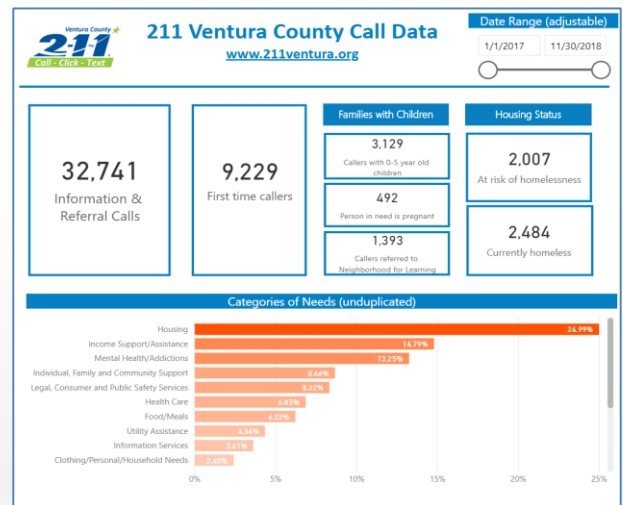 Ventura County
2-1-1
Call - Click - Text
211 Ventura County Call Data
www.211ventura.org
Date Range (adjustable)
1/1/2017 11/30/2018
32,741
Information &
Referral Calls
9,229
First time callers
Families with Children
3,129
Callers with 0-5 year old
children
492
Person in need is pregnant
1,393
Callers referred to
Neighborhood for Learning
Housing Status
2,007
At risk of homelessness
2,484
Currently homeless
Categories of Needs (unduplicated)
Housing 24.99%
Income Support/Assistance 14.79%
Mental Health/Addictions 13.25%
Individual, Family and Community Support 8.66%
Legal, Consumer and Public Safety Services 8.32%
Health Care 6.85%
Food/Meals 6.22%
Utility Assistance 4.36%
Information Services 3.61%
Clothing/Personal/Household Needs 2.40%
0% 5% 10% 15% 20% 25%